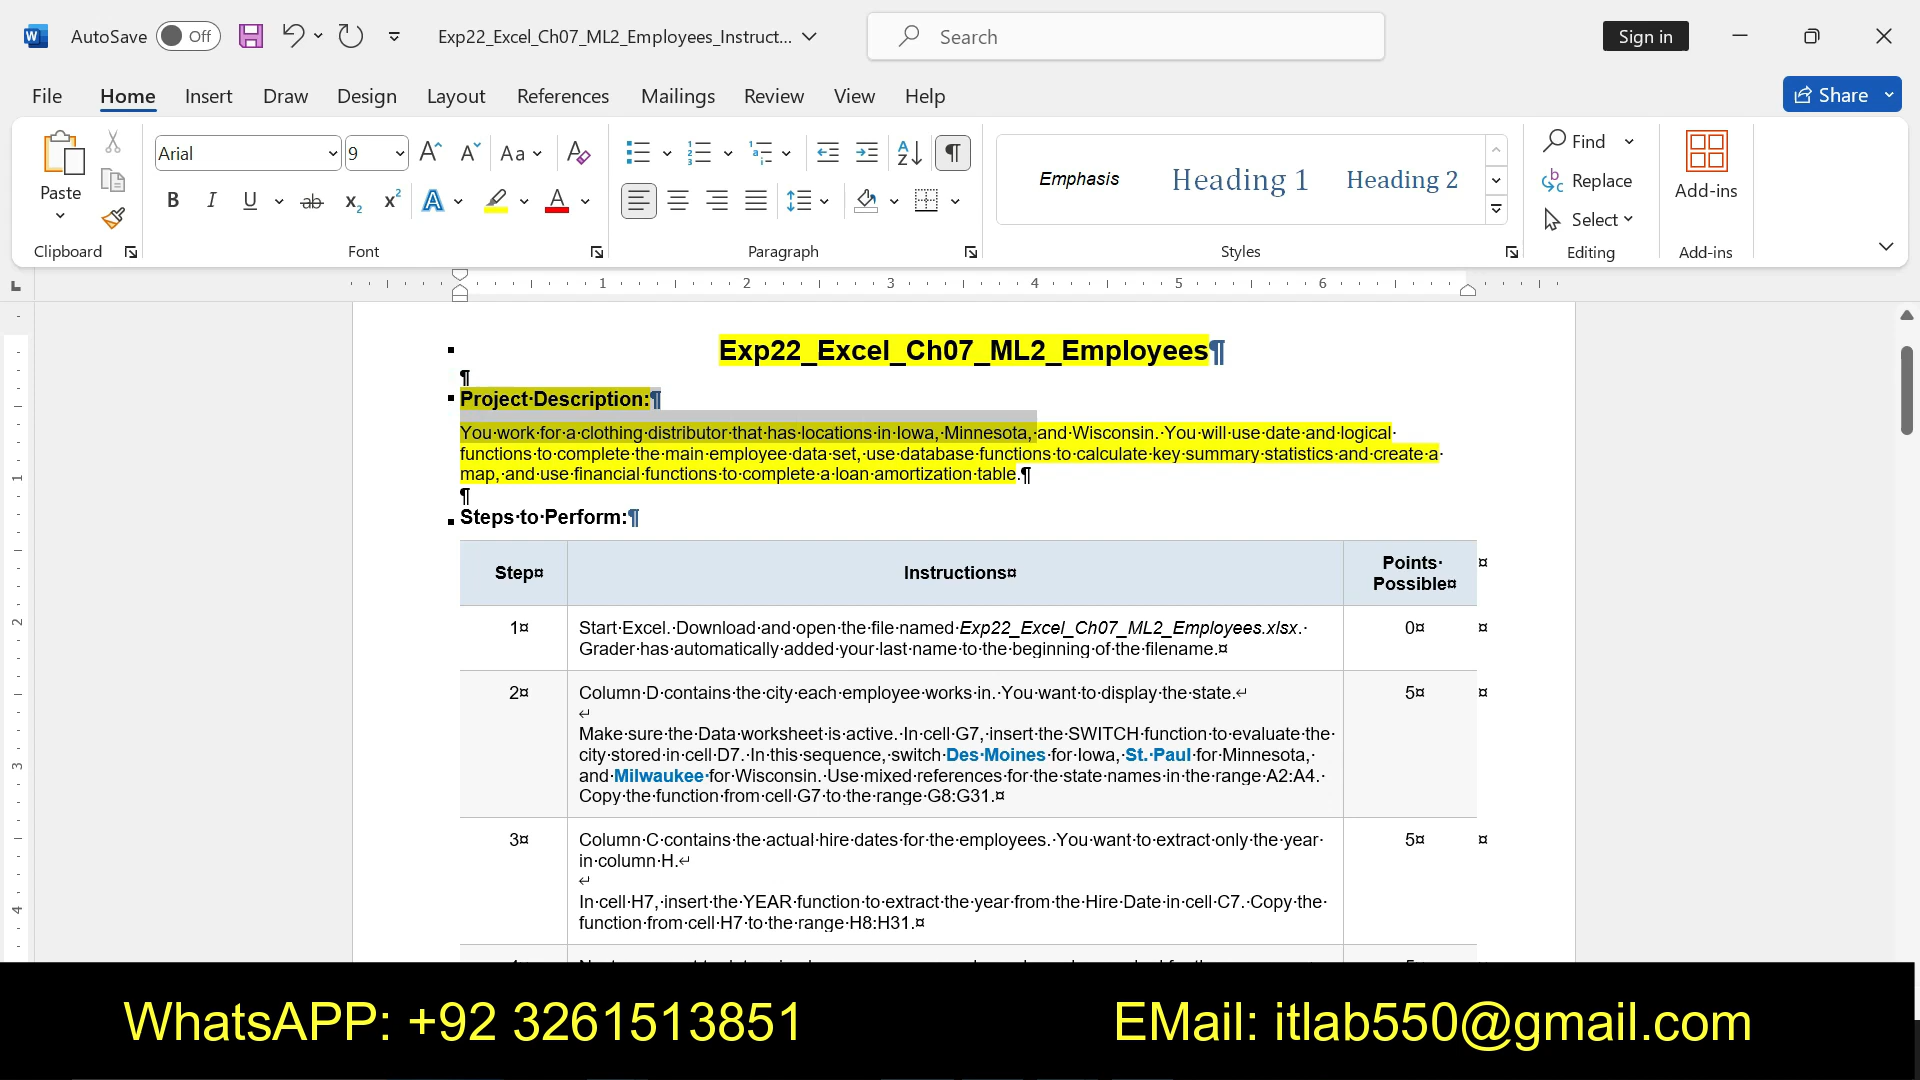 AutoSave Off Exp22_Excel_Ch07_ML2_Employees_Instruct... Search Sign in
File Home Insert Draw Design Layout References Mailings Review View Help Share
Paste Arial 9 Aa Emphasis Heading 1 Heading 2 Find Replace Select Add-ins
Clipboard Font Paragraph Styles Editing Add-ins
1 2 3 4 5 6
Exp22_Excel_Ch07_ML2_Employees¶
¶
Project·Description:¶
You·work·for·a·clothing·distributor·that·has·locations·in·Iowa,·Minnesota,·and·Wisconsin.·You·will·use·date·and·logical·
functions·to·complete·the·main·employee·data·set,·use·database·functions·to·calculate·key·summary·statistics·and·create·a·
map,·and·use·financial·functions·to·complete·a·loan·amortization·table.¶
¶
Steps·to·Perform:¶
Step¤ Instructions¤ Points·
Possible¤ ¤
1¤ Start·Excel.·Download·and·open·the·file·named·Exp22_Excel_Ch07_ML2_Employees.xlsx.· 0¤ ¤
Grader·has·automatically·added·your·last·name·to·the·beginning·of·the·filename.¤
2¤ Column·D·contains·the·city·each·employee·works·in.·You·want·to·display·the·state.↵ 5¤ ¤
↵
Make·sure·the·Data·worksheet·is·active.·In·cell·G7,·insert·the·SWITCH·function·to·evaluate·the·
city·stored·in·cell·D7.·In·this·sequence,·switch·Des·Moines·for·Iowa,·St.·Paul·for·Minnesota,·
and·Milwaukee·for·Wisconsin.·Use·mixed·references·for·the·state·names·in·the·range·A2:A4.·
Copy·the·function·from·cell·G7·to·the·range·G8:G31.¤
3¤ Column·C·contains·the·actual·hire·dates·for·the·employees.·You·want·to·extract·only·the·year· 5¤ ¤
in·column·H.↵
↵
In·cell·H7,·insert·the·YEAR·function·to·extract·the·year·from·the·Hire·Date·in·cell·C7.·Copy·the·
function·from·cell·H7·to·the·range·H8:H31.¤
WhatsAPP: +92 3261513851 EMail: itlab550@gmail.com